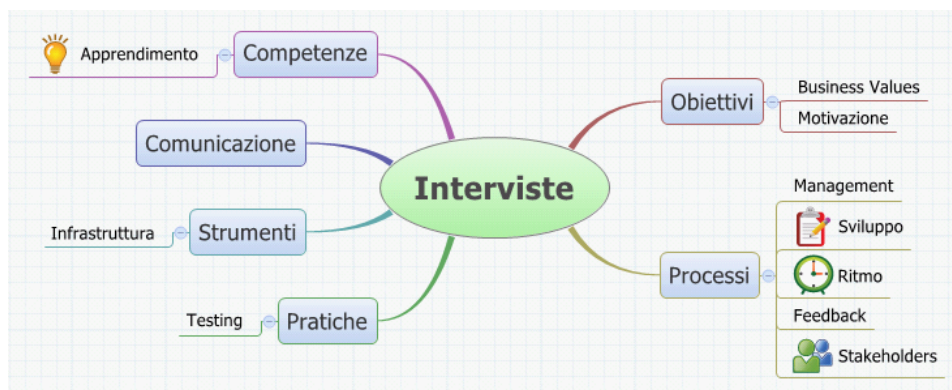 Interviste
Competenze
Apprendimento
Comunicazione
Strumenti
Infrastruttura
Pratiche
Testing
Obiettivi
Business Values
Motivazione
Processi
Management
Sviluppo
Ritmo
Feedback
Stakeholders